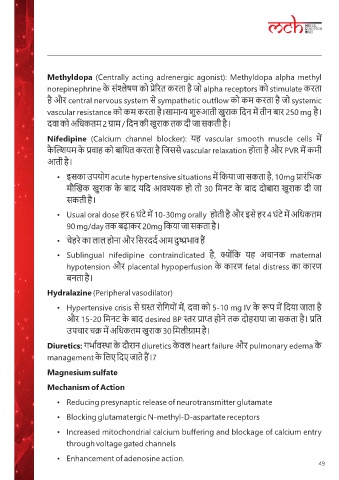 mch
Methyldopa (Centrally acting adrenergic agonist): Methyldopa alpha methyl
norepinephrine के संश्लेषण को प्रेरित करता है जो alpha receptors को stimulate करता
है और central nervous system से sympathetic outflow को कम करता है जो systemic
vascular resistance को कम करता है।सामान्य शुरुआती खुराक दिन में तीन बार 250 mg है।
दवा को अधिकतम 2 ग्राम / दिन की खुराक तक दी जा सकती है।
Nifedipine (Calcium channel blocker): यह vascular smooth muscle cells में
कैल्शियम के प्रवाह को बाधित करता है जिससे vascular relaxation होता है और PVR में कमी
आती है।
• इसका उपयोग acute hypertensive situations में किया जा सकता है, 10mg प्रारंभिक
मौखिक खुराक के बाद यदि आवश्यक हो तो 30 मिनट के बाद दोबारा खुराक दी जा
सकती है।
• Usual oral dose हर 6 घंटे में 10-30mg orally होती है और इसे हर 4 घंटे में अधिकतम
90 mg/day तक बढ़ाकर 20mg किया जा सकता है।
• चेहरे का लाल होना और सिरदर्द आम दुष्प्रभाव हैं
• Sublingual nifedipine contraindicated है, क्योंकि यह अचानक maternal
hypotension और placental hypoperfusion के कारण fetal distress का कारण
बनता है।
Hydralazine (Peripheral vasodilator)
• Hypertensive crisis से ग्रस्त रोगियों में, दवा को 5-10 mg IV के रूप में दिया जाता है
और 15-20 मिनट के बाद desired BP स्तर प्राप्त होने तक दोहराया जा सकता है। प्रति
उपचार चक्र में अधिकतम खुराक 30 मिलीग्राम है।
Diuretics: गर्भावस्था के दौरान diuretics केवल heart failure और pulmonary edema के
management के लिए दिए जाते हैं।7
Magnesium sulfate
Mechanism of Action
• Reducing presynaptic release of neurotransmitter glutamate
• Blocking glutamatergic N-methyl-D-aspartate receptors
• Increased mitochondrial calcium buffering and blockage of calcium entry
through voltage gated channels
• Enhancement of adenosine action.
49